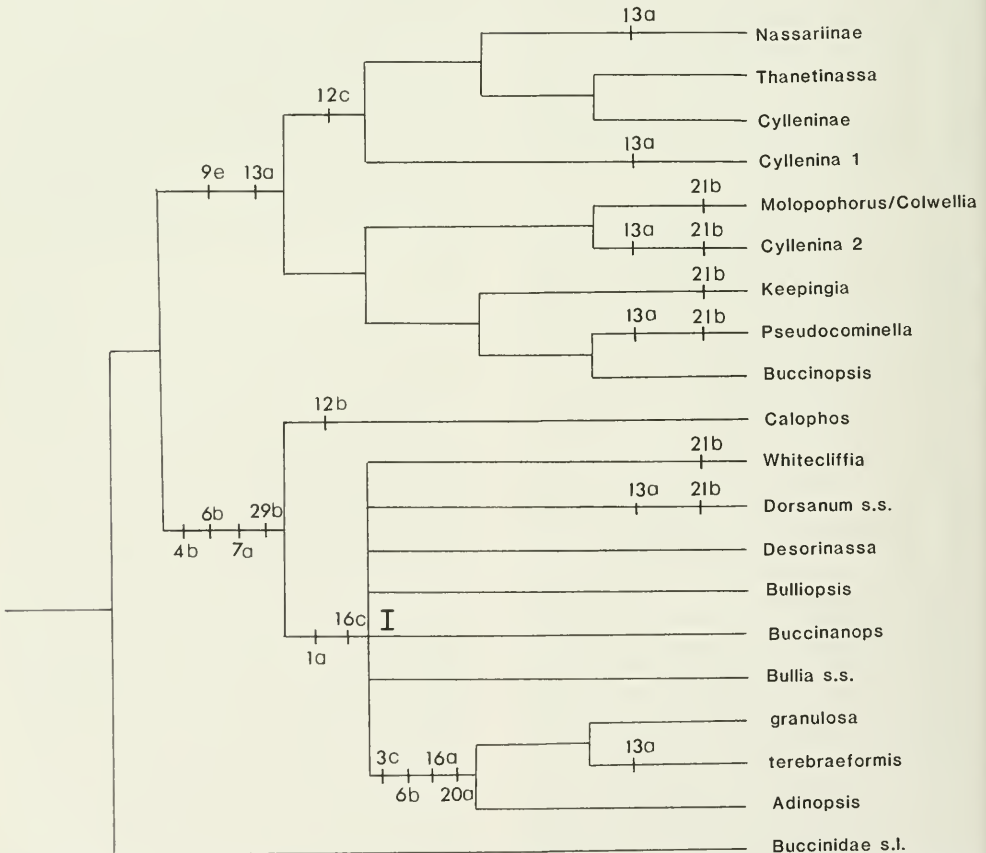 13a
Nassariinae
Thanetinassa
12c
Cylleninae
13a
Cyllenina 1
9e 13a
21b
Molopophorus/Colwellia
13a 21b
Cyllenina 2
21b
Keepingia
13a 21b
Pseudocominella
Buccinopsis
12b
Calophos
21b
Whitecliffia
13a 21b
Dorsanum s.s.
6b 29b
4b 7a
Desorinassa
Bulliopsis
16c I
1a
Buccinanops
Bullia s.s.
granulosa
13a
terebraeformis
3c 16a
6b 20a
Adinopsis
Buccinidae s.l.